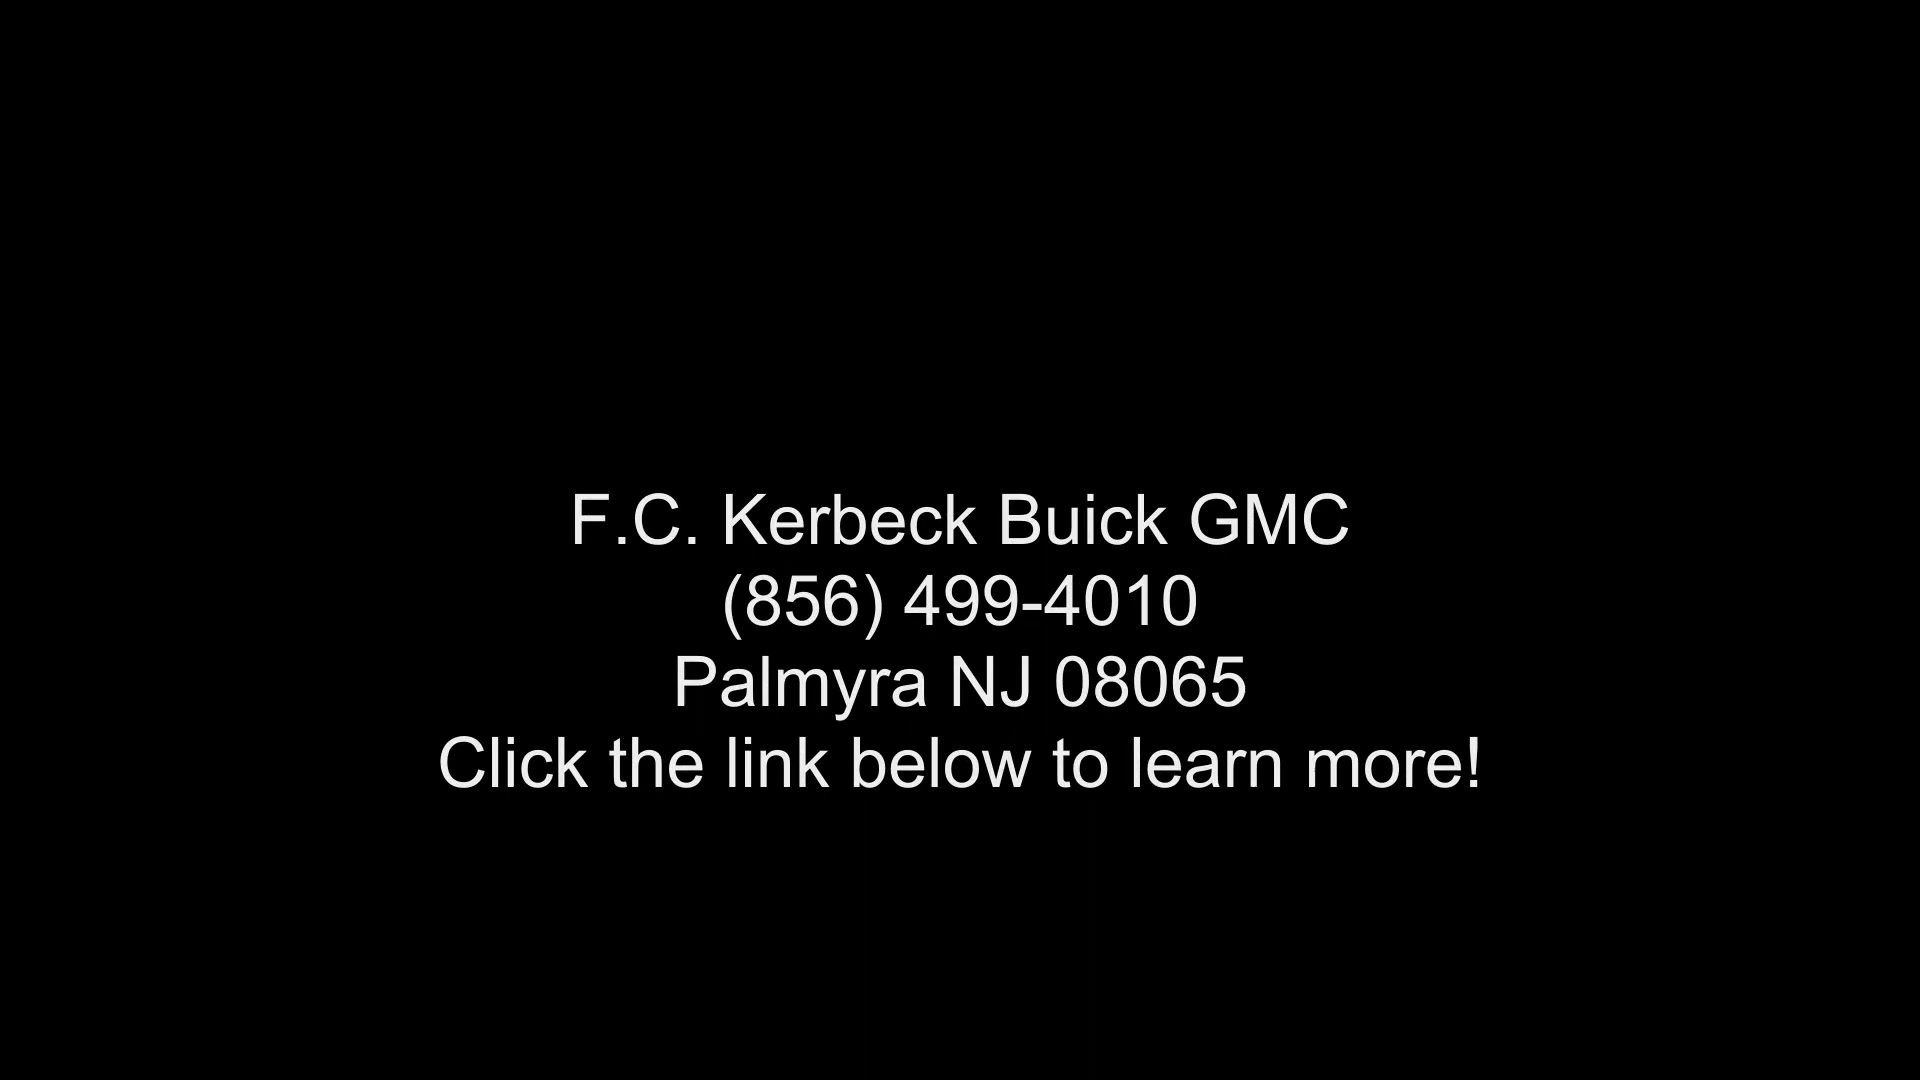 F.C. Kerbeck Buick GMC
(856) 499-4010
Palmyra NJ 08065
Click the link below to learn more!